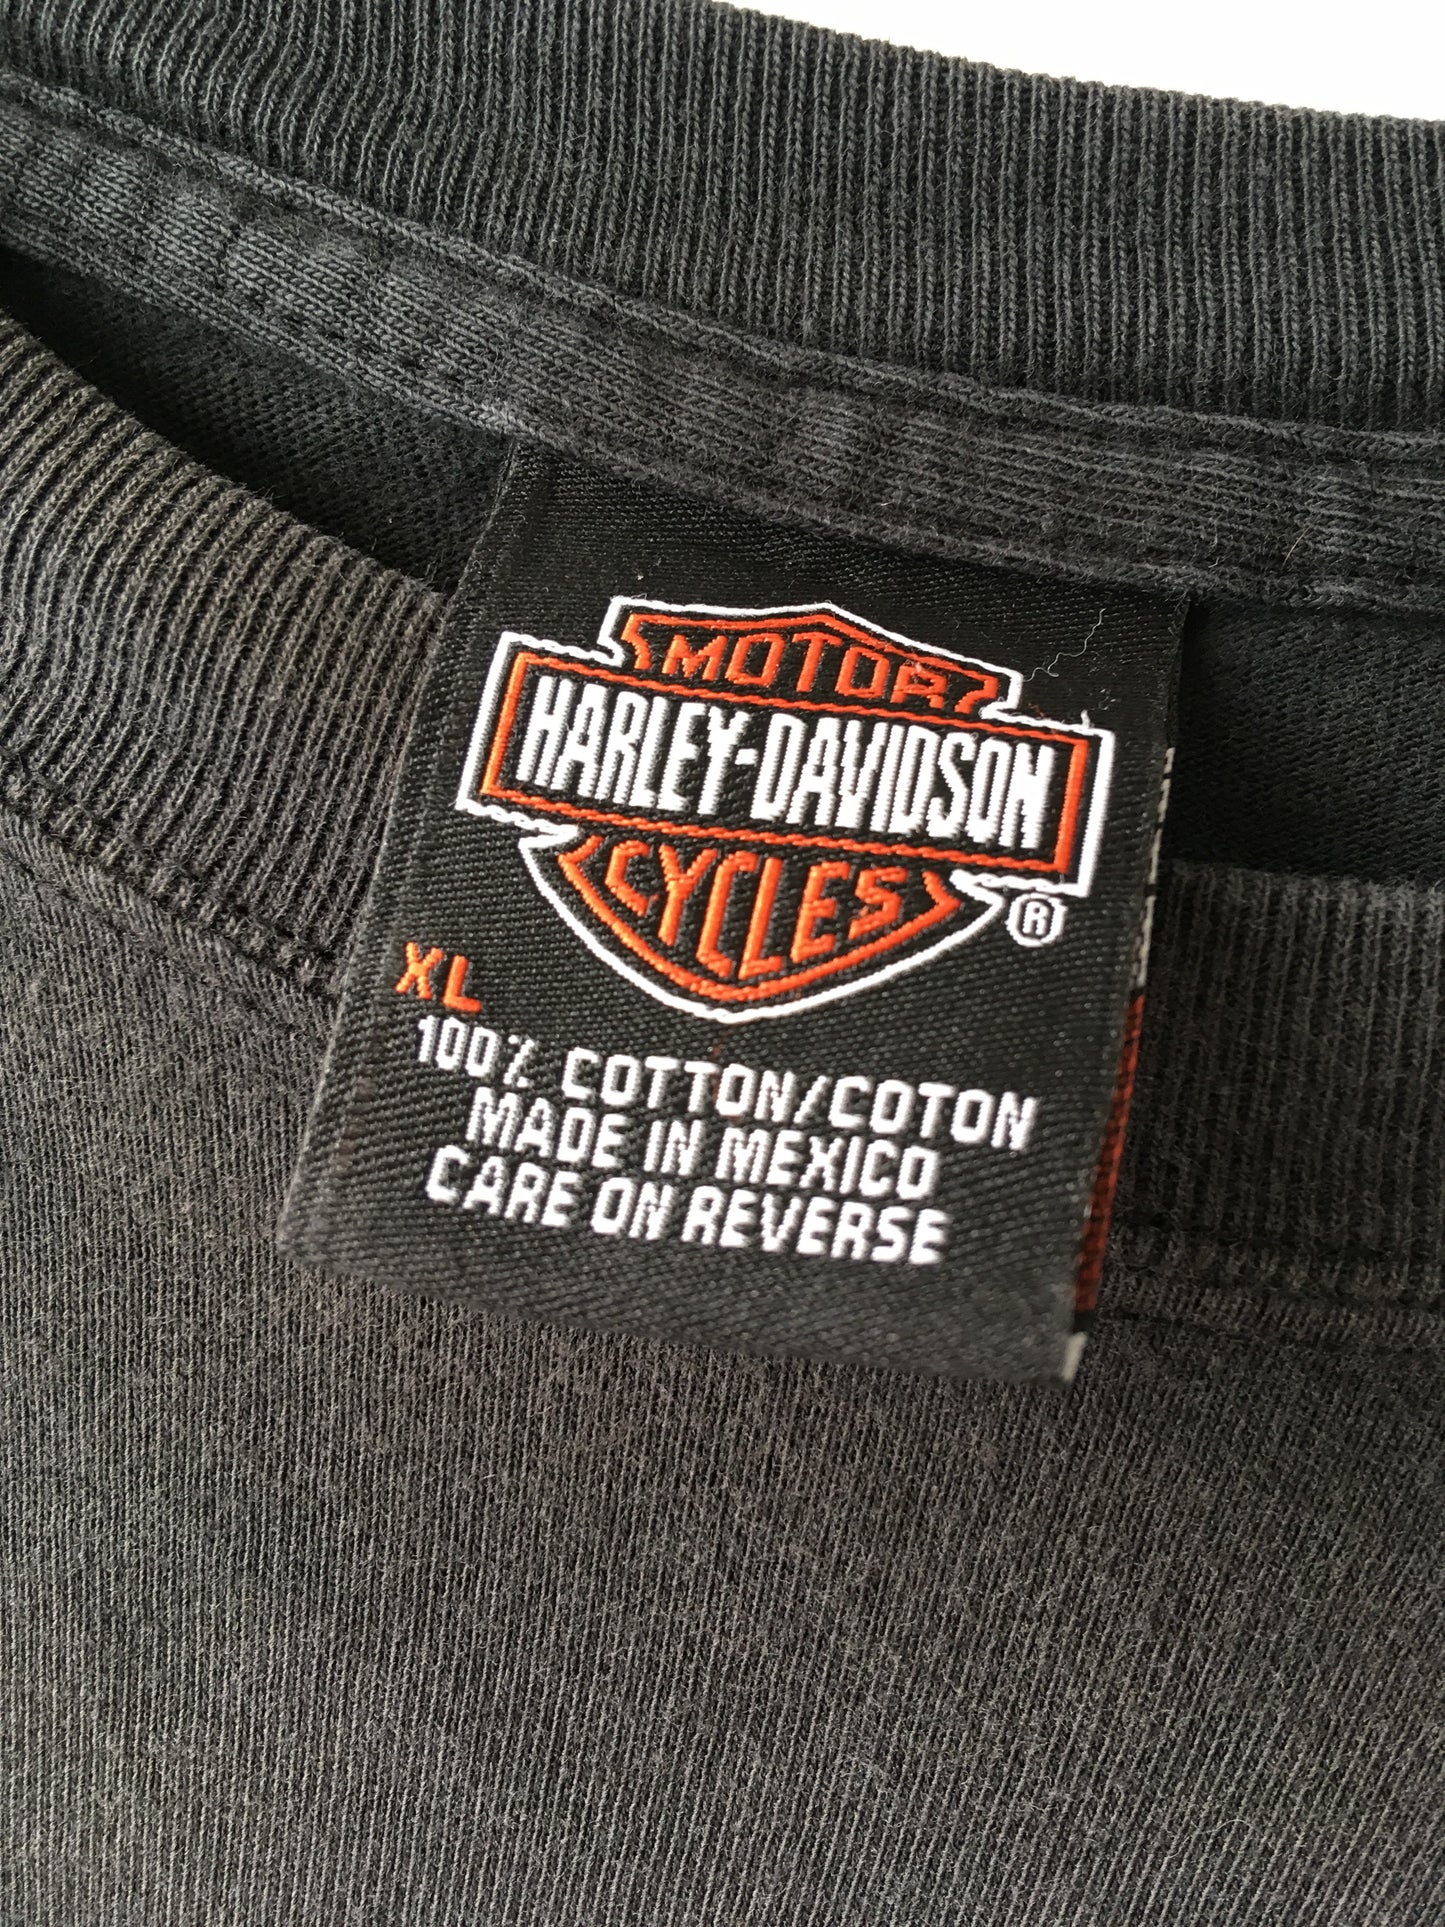 MOTOR
HARLEY-DAVIDSON
CYCLES
®
XL
100% COTTON/COTON
MADE IN MEXICO
CARE ON REVERSE